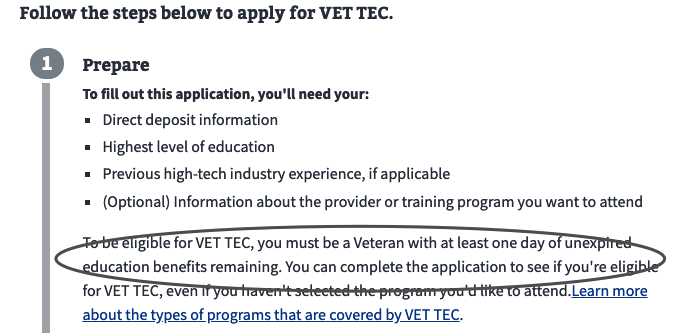 Follow the steps below to apply for VET TEC.
1 Prepare
To fill out this application, you'll need your:
▪ Direct deposit information
▪ Highest level of education
▪ Previous high-tech industry experience, if applicable
▪ (Optional) Information about the provider or training program you want to attend
To be eligible for VET TEC, you must be a Veteran with at least one day of unexpired
education benefits remaining. You can complete the application to see if you're eligible
for VET TEC, even if you haven't selected the program you'd like to attend.Learn more
about the types of programs that are covered by VET TEC.